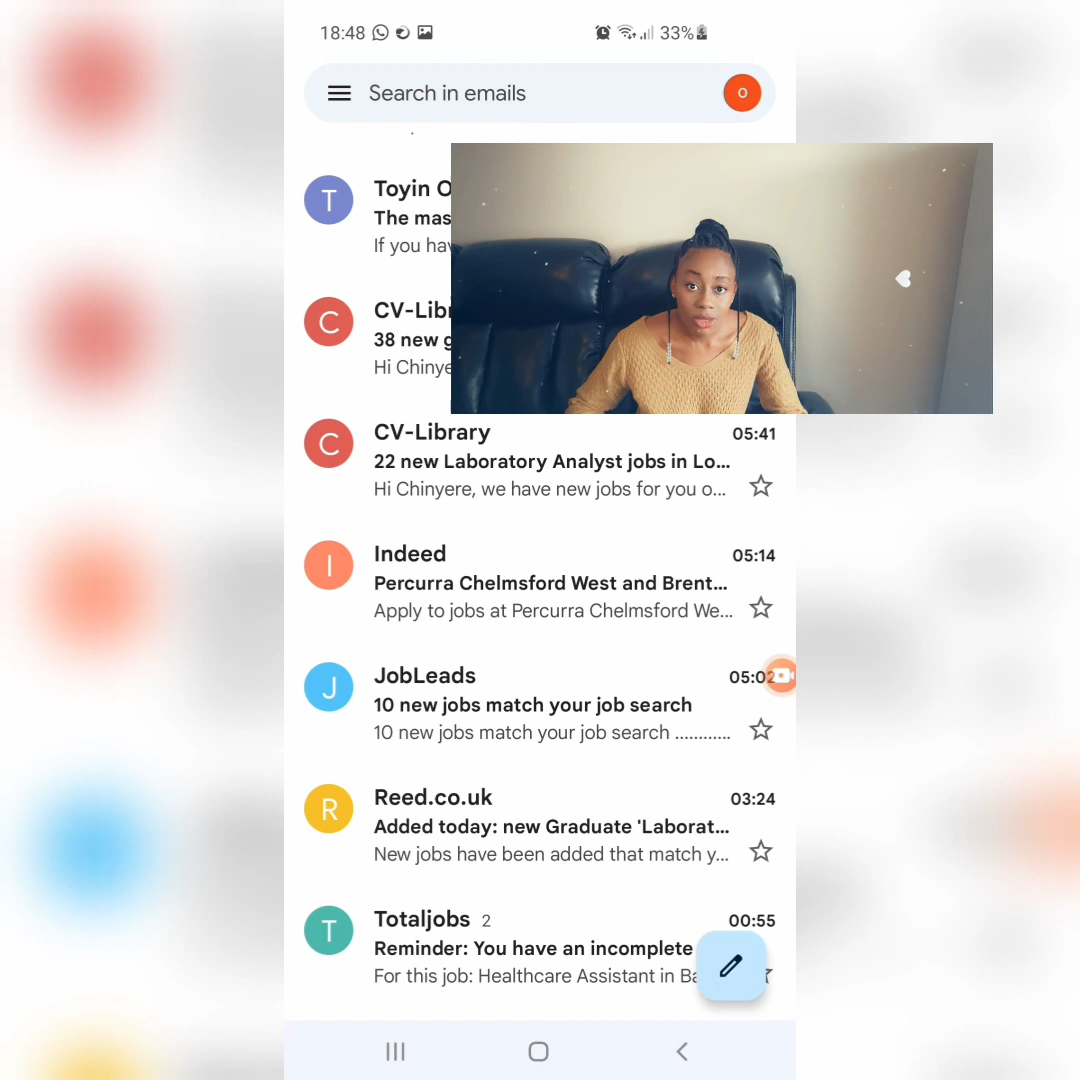 18:48 33%
Search in emails
O
T
Toyin O
The mas
If you hav
C
CV-Libr
38 new g
Hi Chinye
C
CV-Library 05:41
22 new Laboratory Analyst jobs in Lo...
Hi Chinyere, we have new jobs for you o...
I
Indeed 05:14
Percurra Chelmsford West and Brent...
Apply to jobs at Percurra Chelmsford We...
J
JobLeads 05:02
10 new jobs match your job search
10 new jobs match your job search ............
R
Reed.co.uk 03:24
Added today: new Graduate 'Laborat...
New jobs have been added that match y...
T
Totaljobs 2 00:55
Reminder: You have an incomplete
For this job: Healthcare Assistant in Ba